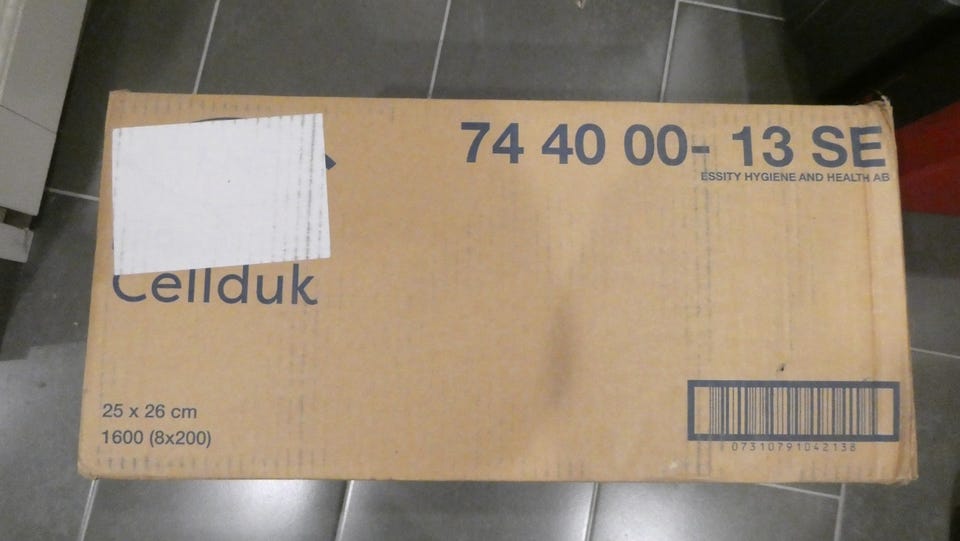 74 40 00- 13 SE
ESSITY HYGIENE AND HEALTH AB
Cellduk
25 x 26 cm
1600 (8x200)
07310791042138